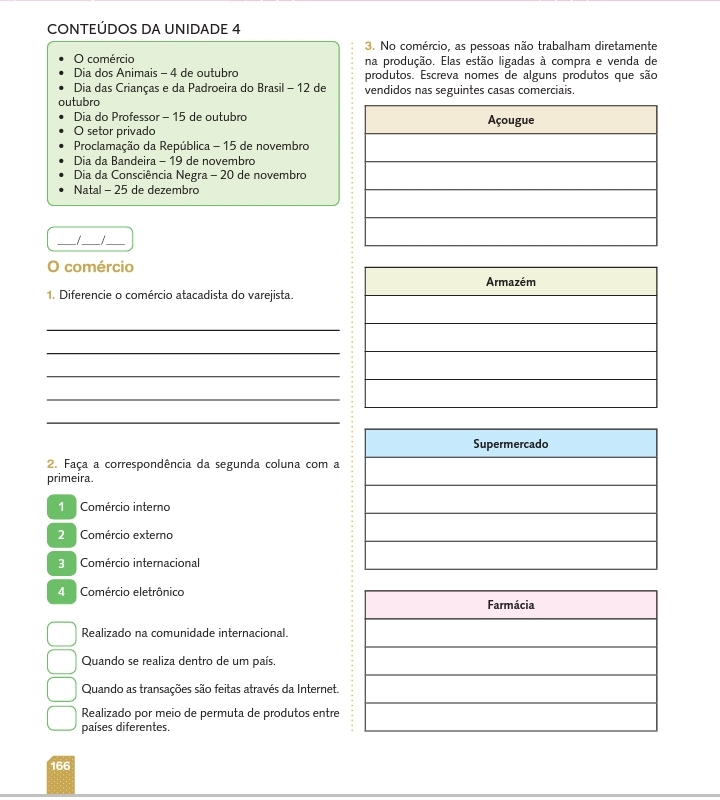 CONTEÚDOS DA UNIDADE 4
• O comércio
• Dia dos Animais – 4 de outubro
• Dia das Crianças e da Padroeira do Brasil – 12 de
outubro
• Dia do Professor – 15 de outubro
• O setor privado
• Proclamação da República – 15 de novembro
• Dia da Bandeira – 19 de novembro
• Dia da Consciência Negra – 20 de novembro
• Natal – 25 de dezembro
___/___/___
O comércio
1. Diferencie o comércio atacadista do varejista.
2. Faça a correspondência da segunda coluna com a
primeira.
1 Comércio interno
2 Comércio externo
3 Comércio internacional
4 Comércio eletrônico
Realizado na comunidade internacional.
Quando se realiza dentro de um país.
Quando as transações são feitas através da Internet.
Realizado por meio de permuta de produtos entre
países diferentes.
3. No comércio, as pessoas não trabalham diretamente
na produção. Elas estão ligadas à compra e venda de
produtos. Escreva nomes de alguns produtos que são
vendidos nas seguintes casas comerciais.
Açougue
Armazém
Supermercado
Farmácia
166